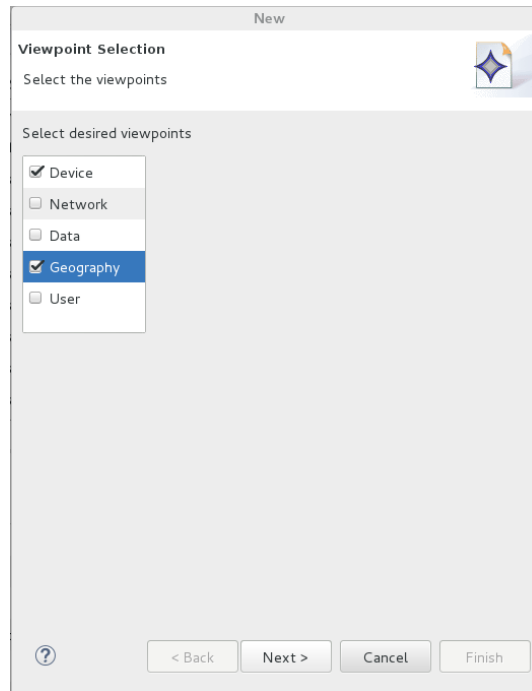 New
Viewpoint Selection
Select the viewpoints
Select desired viewpoints
Device
Network
Data
Geography
User
?
< Back Next > Cancel Finish